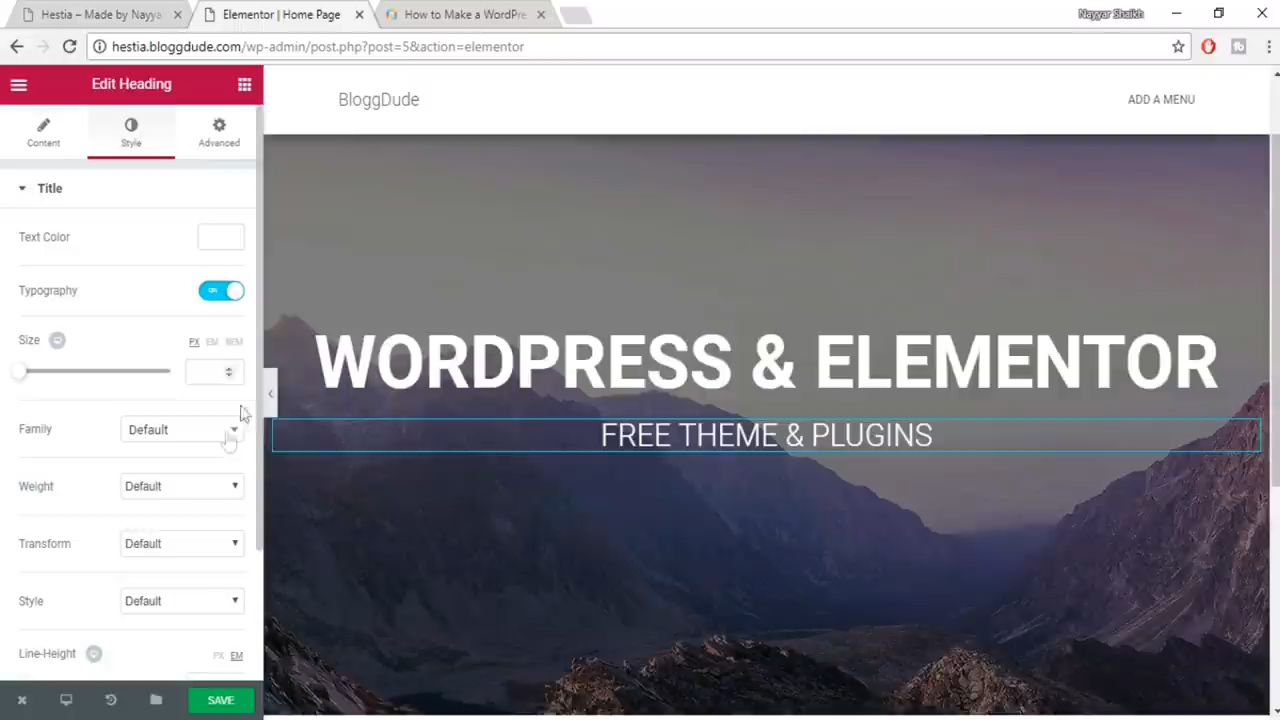 Hestia – Made by Nayya
Elementor | Home Page
How to Make a WordPre
Nayyar Shaikh
hestia.bloggdude.com/wp-admin/post.php?post=5&action=elementor
Edit Heading
Content
Style
Advanced
BloggDude
ADD A MENU
Title
Text Color
Typography
ON
Size
PX EM REM
Family
Default
Weight
Default
Transform
Default
Style
Default
Line-Height
PX EM
SAVE
WORDPRESS & ELEMENTOR
FREE THEME & PLUGINS